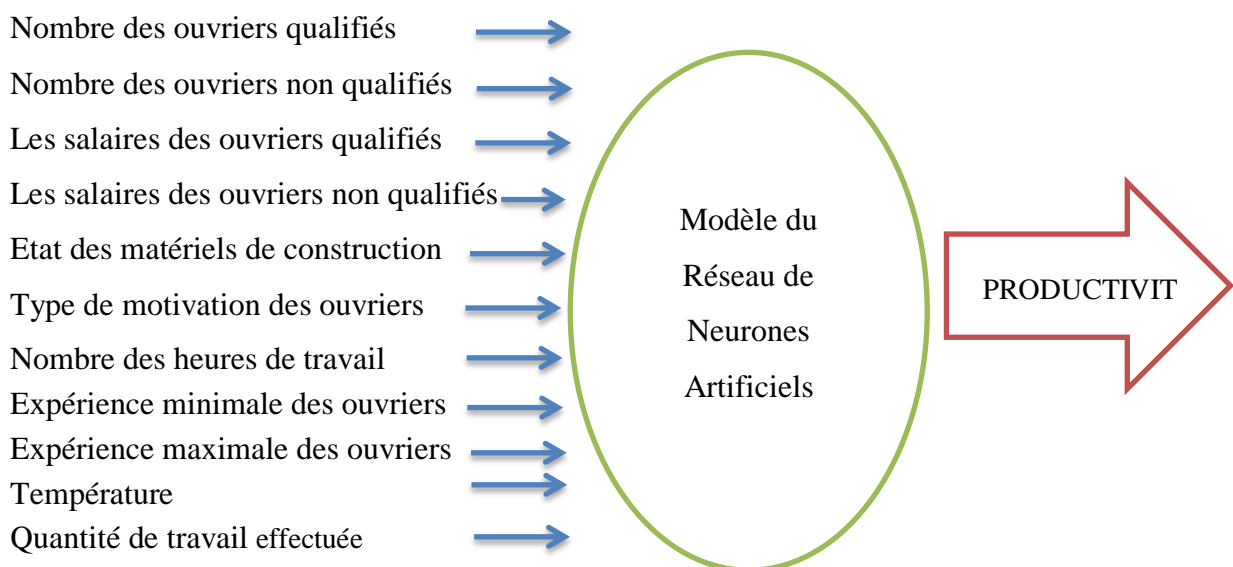 Nombre des ouvriers qualifiés
Nombre des ouvriers non qualifiés
Les salaires des ouvriers qualifiés
Les salaires des ouvriers non qualifiés
Etat des matériels de construction
Type de motivation des ouvriers
Nombre des heures de travail
Expérience minimale des ouvriers
Expérience maximale des ouvriers
Température
Quantité de travail effectuée
Modèle du
Réseau de
Neurones
Artificiels
PRODUCTIVIT